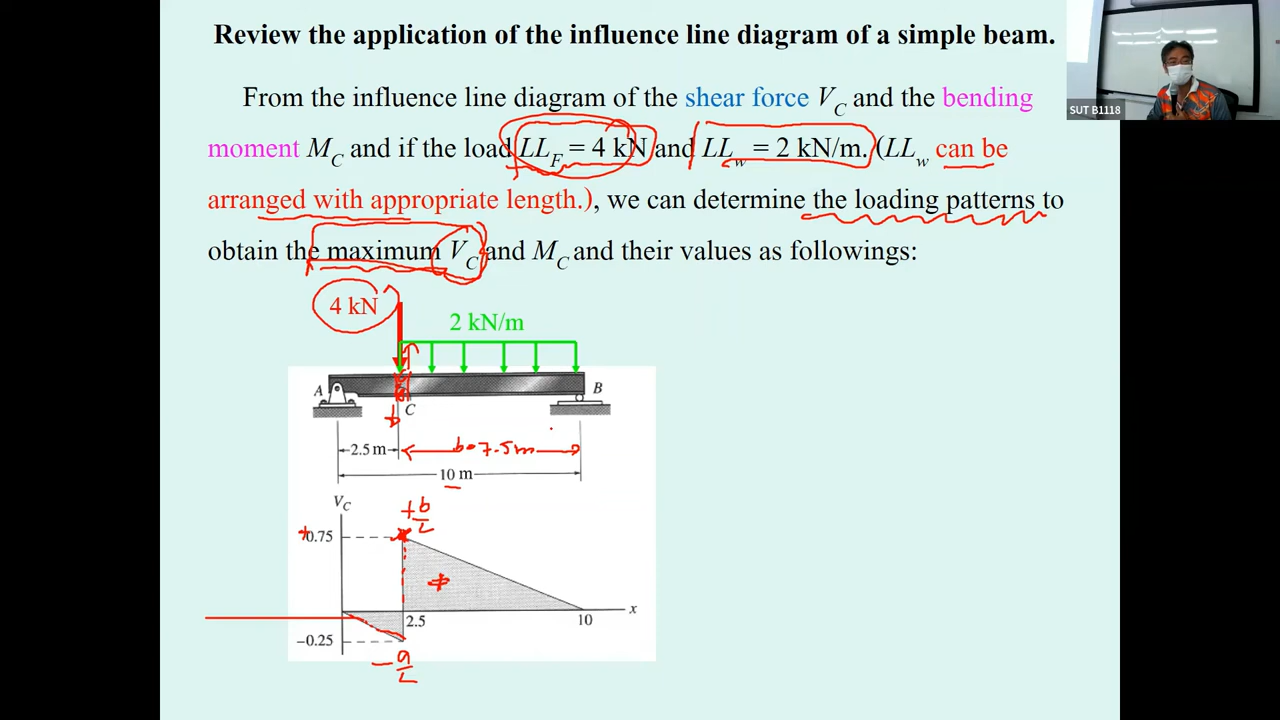 Review the application of the influence line diagram of a simple beam.
SUT B1118
From the influence line diagram of the shear force VC and the bending
moment MC and if the load LLF = 4 kN and LLw = 2 kN/m. (LLw can be
arranged with appropriate length.), we can determine the loading patterns to
obtain the maximum VC and MC and their values as followings:
4 kN
2 kN/m
A
B
C
2.5 m
b=7.5m
10 m
VC
+b/L
+0.75
+
x
2.5
10
−0.25
−a/L